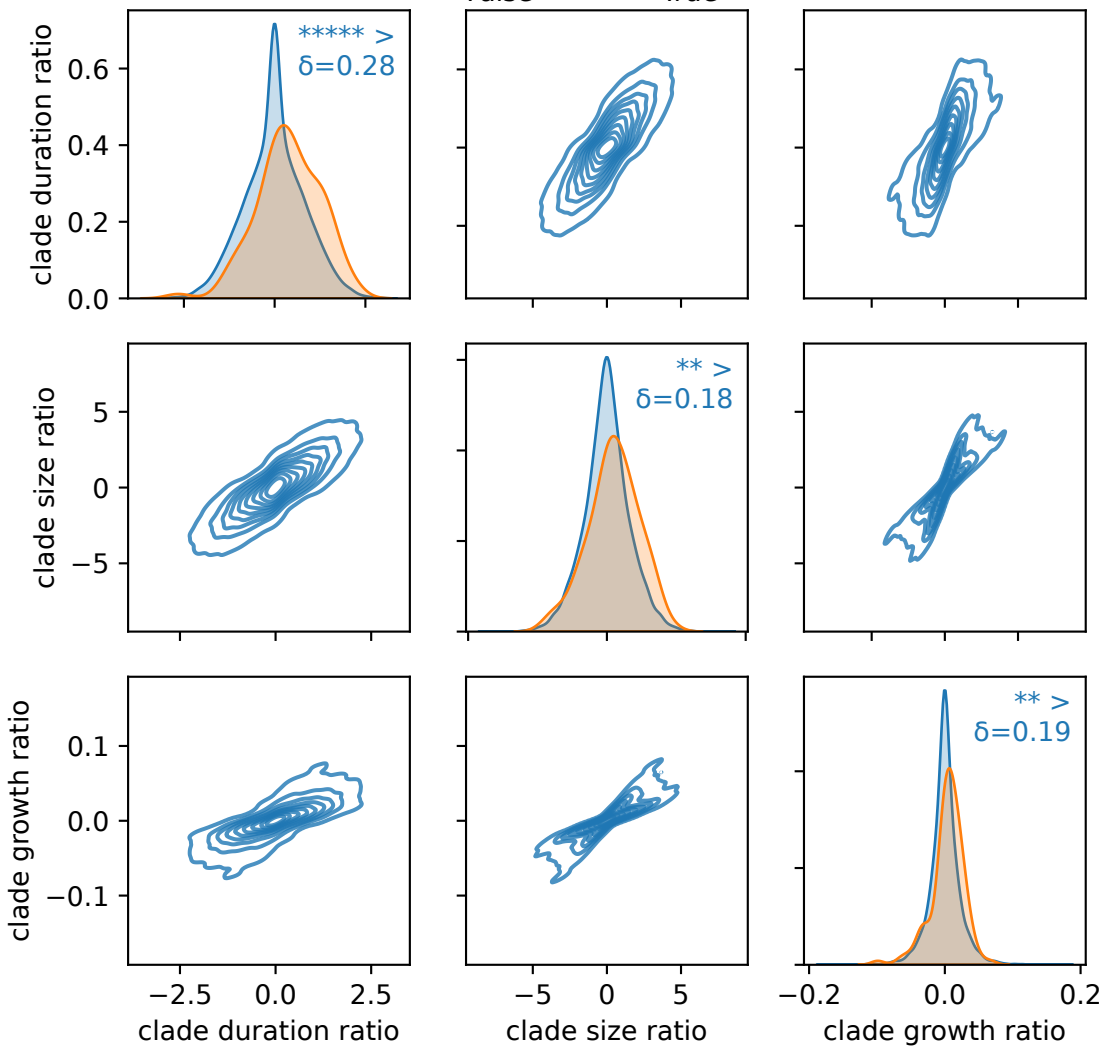 ***** >
δ=0.28
clade duration ratio
0.6
0.4
0.2
0.0
** >
δ=0.18
clade size ratio
5
0
−5
** >
δ=0.19
clade growth ratio
0.1
0.0
−0.1
−2.5 0.0 2.5
−5 0 5
−0.2 0.0 0.2
clade duration ratio
clade size ratio
clade growth ratio